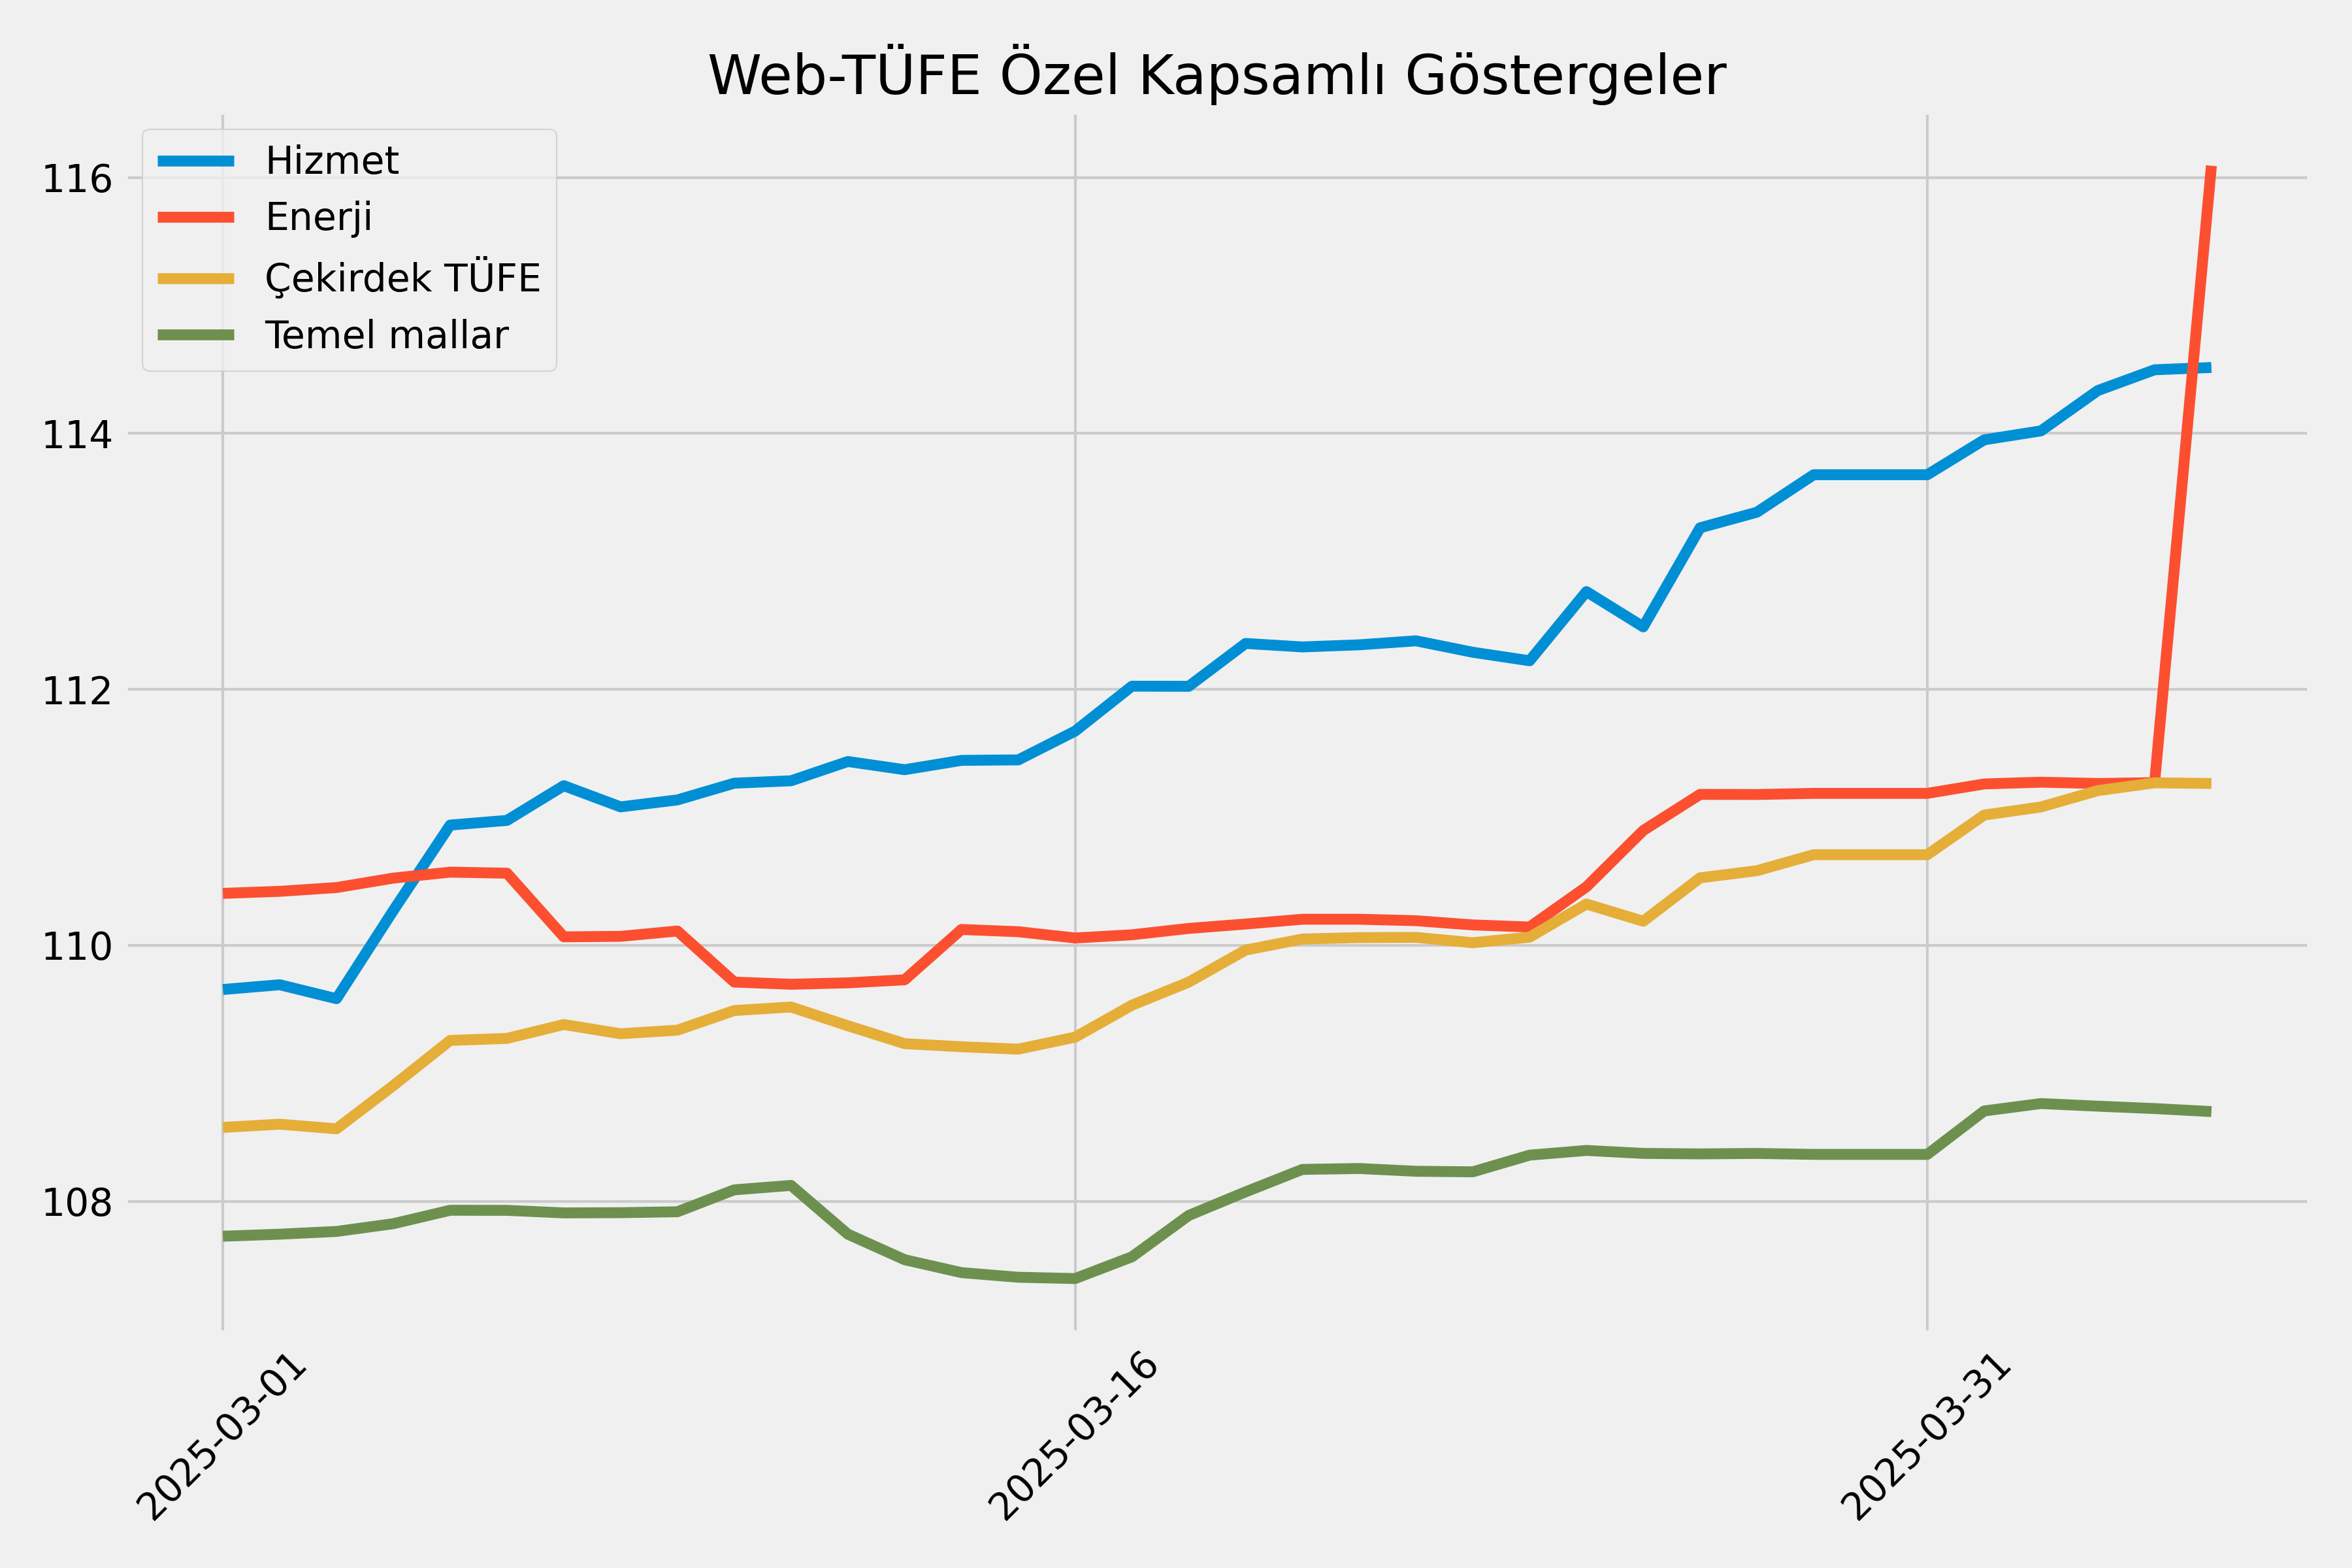 Web-TÜFE Özel Kapsamlı Göstergeler
Hizmet
Enerji
Çekirdek TÜFE
Temel mallar
116
114
112
110
108
2025-03-01
2025-03-16
2025-03-31